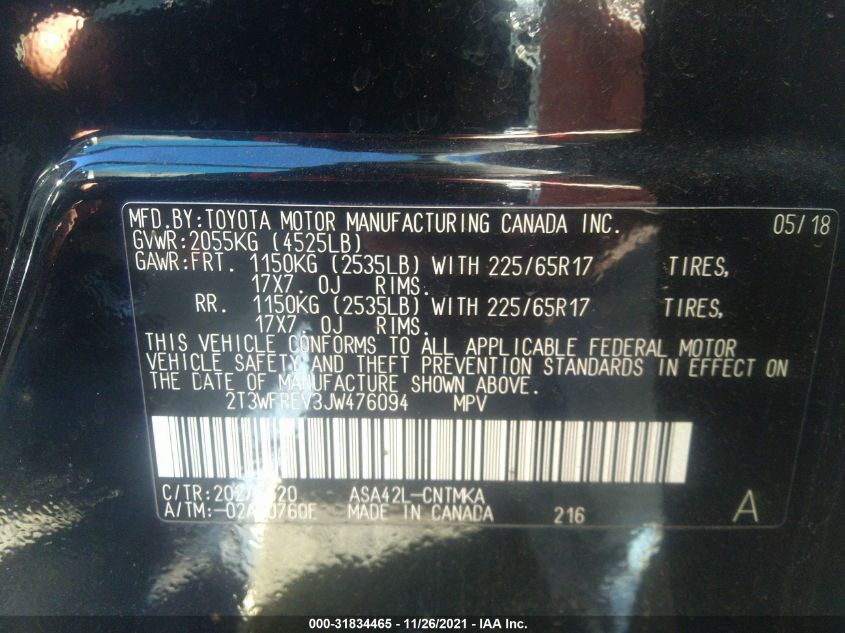 MFD.BY:TOYOTA MOTOR MANUFACTURING CANADA INC. 05/18
GVWR:2055KG (4525LB)
GAWR:FRT. 1150KG (2535LB) WITH 225/65R17 TIRES,
17X7.0J RIMS.
RR. 1150KG (2535LB) WITH 225/65R17 TIRES,
17X7.0J RIMS.
THIS VEHICLE CONFORMS TO ALL APPLICABLE FEDERAL MOTOR
VEHICLE SAFETY AND THEFT PREVENTION STANDARDS IN EFFECT ON
THE DATE OF MANUFACTURE SHOWN ABOVE.
2T3WFREV3JW476094 MPV
C/TR: ASA42L-CNTMKA
A/TM: MADE IN CANADA 216 A
000-31834465 - 11/26/2021 - IAA Inc.